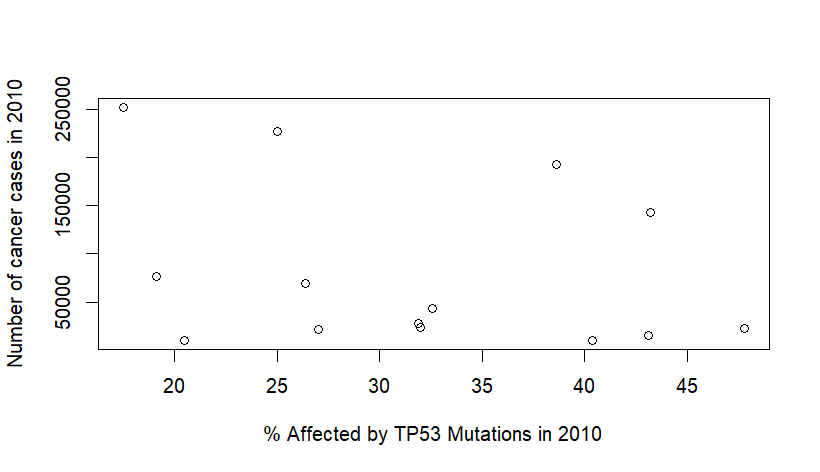 Number of cancer cases in 2010
250000
150000
50000
20 25 30 35 40 45
% Affected by TP53 Mutations in 2010